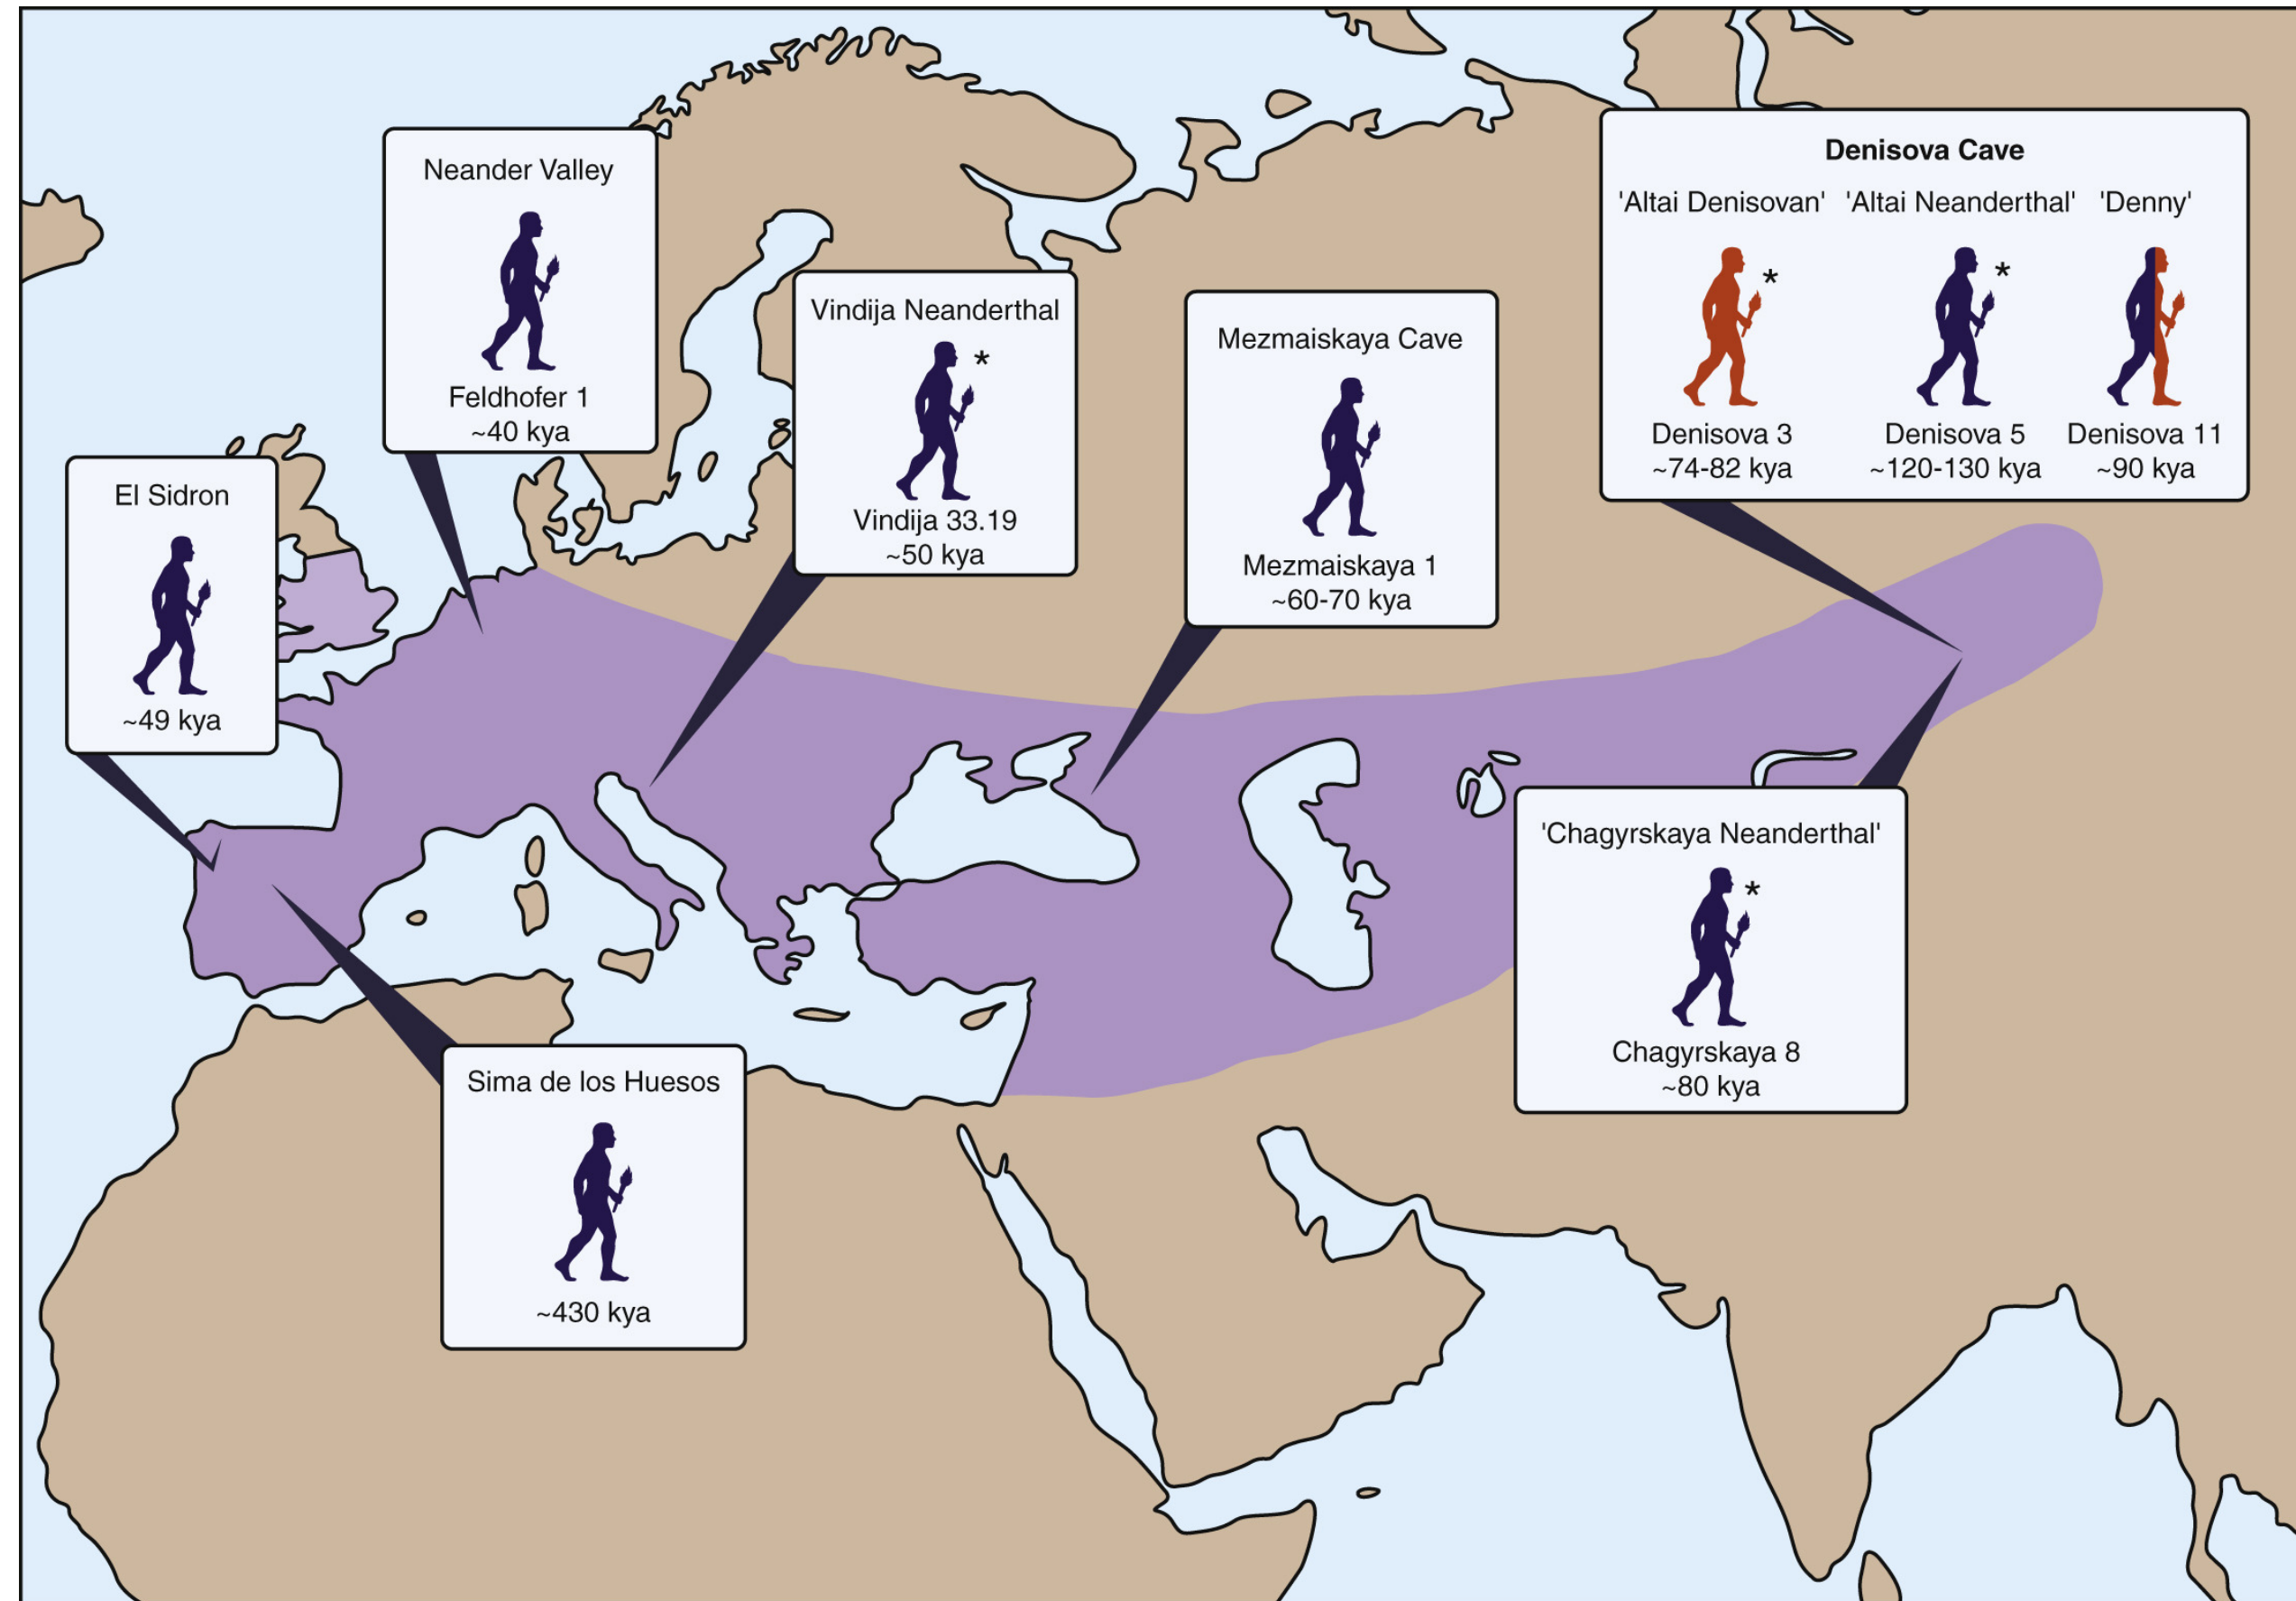 Neander Valley
Feldhofer 1
~40 kya
El Sidron
~49 kya
Vindija Neanderthal
*
Vindija 33.19
~50 kya
Mezmaiskaya Cave
Mezmaiskaya 1
~60-70 kya
Denisova Cave
'Altai Denisovan' 'Altai Neanderthal' 'Denny'
* *
Denisova 3 Denisova 5 Denisova 11
~74-82 kya ~120-130 kya ~90 kya
'Chagyrskaya Neanderthal'
*
Chagyrskaya 8
~80 kya
Sima de los Huesos
~430 kya